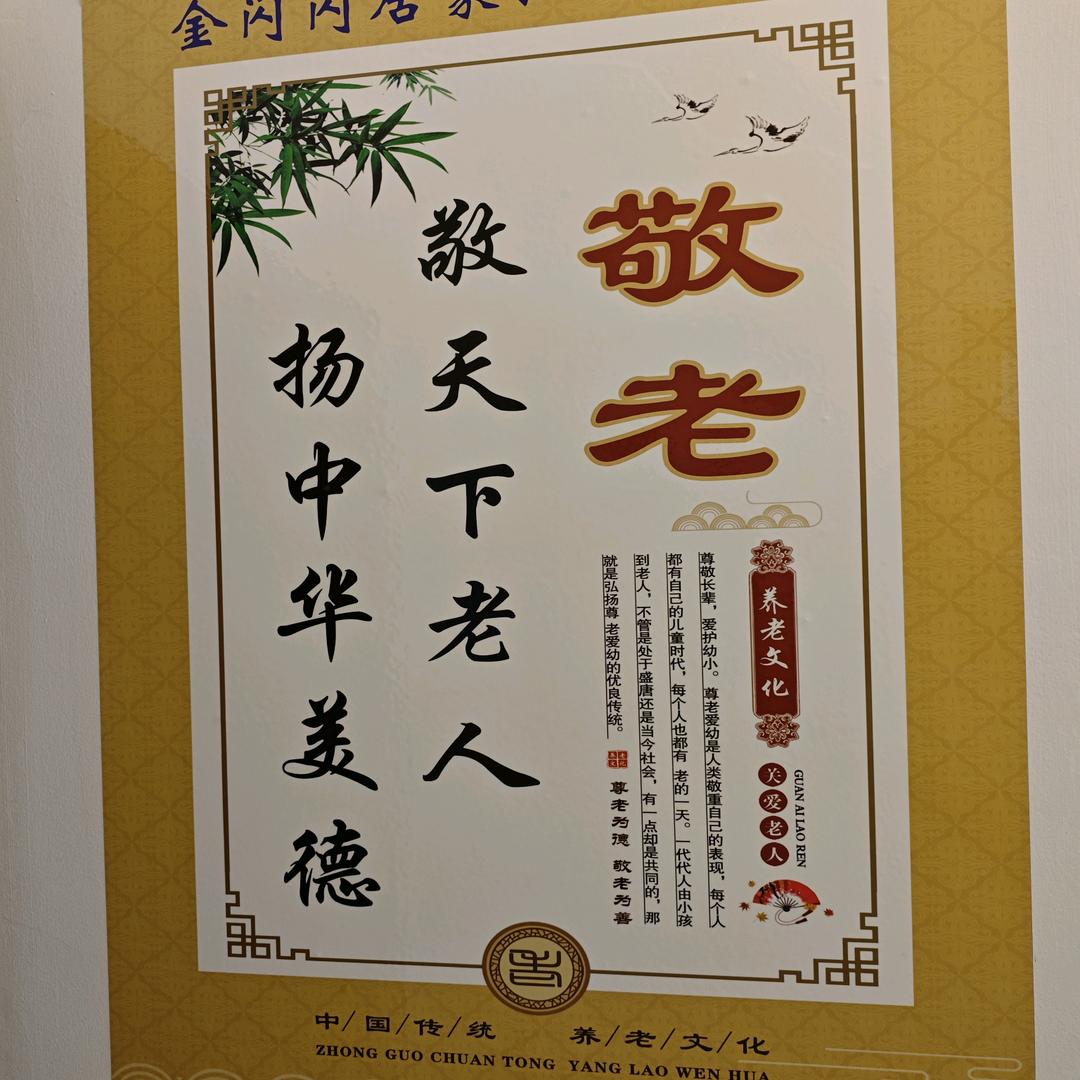 金闪闪居家
敬老
敬天下老人
扬中华美德
养老文化
关爱老人
GUAN AI LAO REN
尊敬长辈，爱护幼小。尊老爱幼是人类敬重自己的表现，每个人
都有自己的儿童时代，每个人也都有 老的一天。一代代人由小孩
到老人，不管是处于盛唐还是当今社会，有一点却是共同的，那
就是弘扬尊 老爱幼的优良传统。
尊老为德 敬老为善
中/国/传/统 养/老/文/化
ZHONG GUO CHUAN TONG YANG LAO WEN HUA